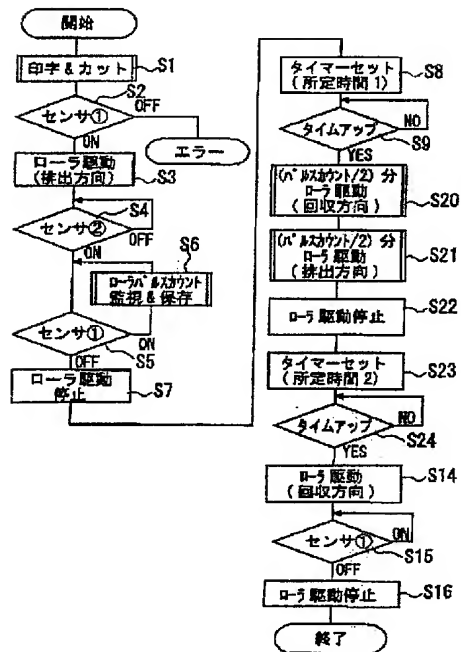 開始
印字&カット
S1
S2
OFF
センサ①
ON
エラー
ローラ駆動
(排出方向)
S3
S4
センサ②
OFF
ON
S6
ローラパルスカウント
監視&保存
センサ①
ON
OFF
S5
ローラ駆動
停止
S7
タイマーセット
(所定時間1)
S8
タイムアップ
NO
YES
S9
(パルスカウント/2)分
ローラ駆動
(回収方向)
S20
(パルスカウント/2)分
ローラ駆動
(排出方向)
S21
ローラ駆動停止
S22
タイマーセット
(所定時間2)
S23
タイムアップ
NO
YES
S24
ローラ駆動
(回収方向)
S14
センサ①
ON
OFF
S15
ローラ駆動停止
S16
終了